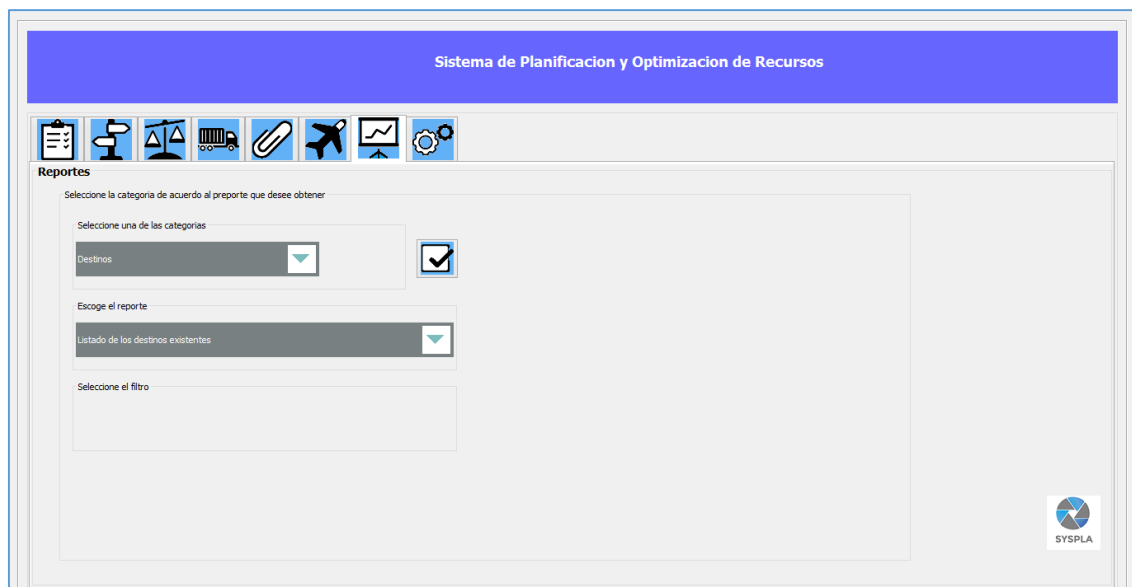 Sistema de Planificacion y Optimizacion de Recursos
Reportes
Seleccione la categoria de acuerdo al preporte que desee obtener
Seleccione una de las categorias
Destinos
Escoge el reporte
Listado de los destinos existentes
Seleccione el filtro
SYSPLA